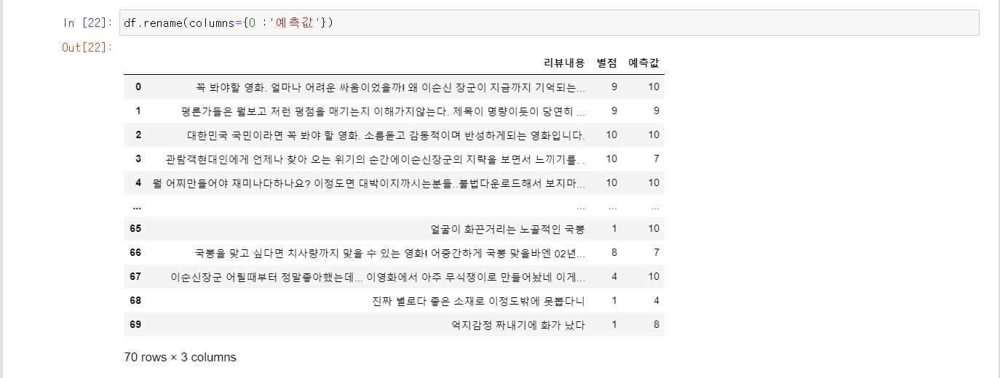 In [22]: df.rename(columns={0 :'예측값'})
Out[22]:
리뷰내용 별점 예측값
0 꼭 봐야할 영화. 얼마나 어려운 싸움이었을까! 왜 이순신 장군이 지금까지 기억되는... 9 10
1 평론가들은 뭘보고 저런 평점을 매기는지 이해가지않는다. 제목이 명량이듯이 당연히 ... 9 9
2 대한민국 국민이라면 꼭 봐야 할 영화. 소름돋고 감동적이며 반성하게되는 영화입니다. 10 10
3 관람객현대인에게 언제나 찾아 오는 위기의 순간에이순신장군의 지략을 보면서 느끼기를. . 10 7
4 뭘 어찌만들어야 재미나다하나요? 이정도면 대박이지까시는분들..불법다운로드해서 보지마... 10 10
... ... ... ...
65 얼굴이 화끈거리는 노골적인 국뽕 1 10
66 국뽕을 맞고 싶다면 치사량까지 맞을 수 있는 영화! 어중간하게 국뽕 맞을바엔 02년... 8 7
67 이순신장군 어릴때부터 정말좋아했는데... 이영화에서 아주 무식쟁이로 만들어놨네 이게... 4 10
68 진짜 별로다 좋은 소재로 이정도밖에 못뽑다니 1 4
69 억지감정 짜내기에 화가 났다 1 8
70 rows × 3 columns